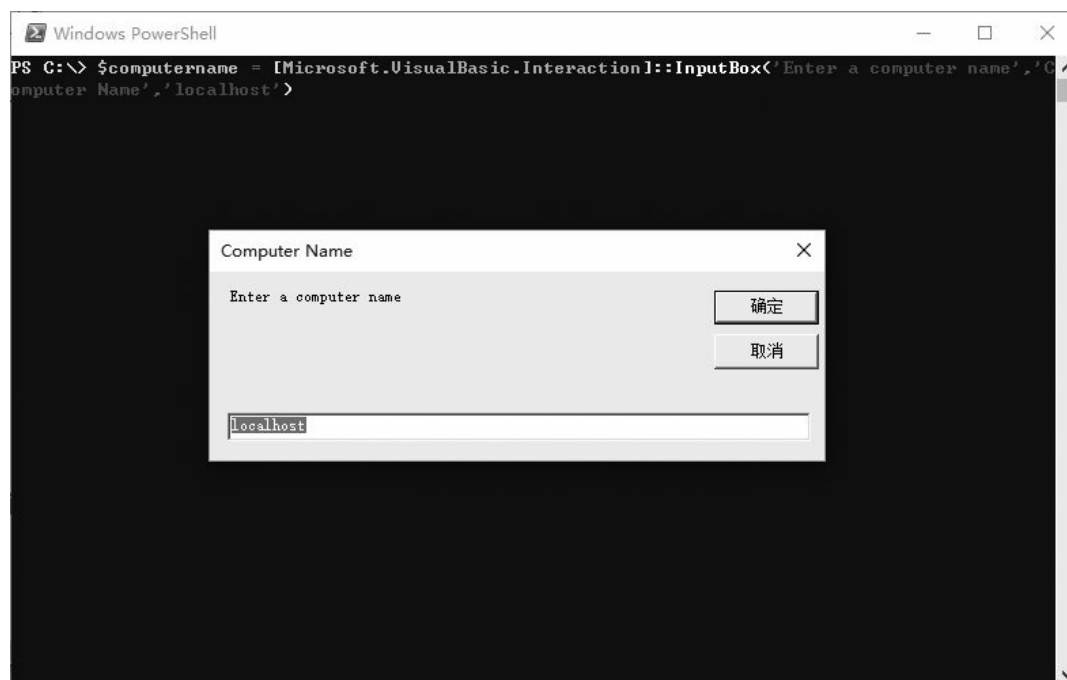 Windows PowerShell
PS C:\> $computername = [Microsoft.VisualBasic.Interaction]::InputBox('Enter a computer name','C
omputer Name','localhost')
Computer Name
Enter a computer name
确定
取消
localhost